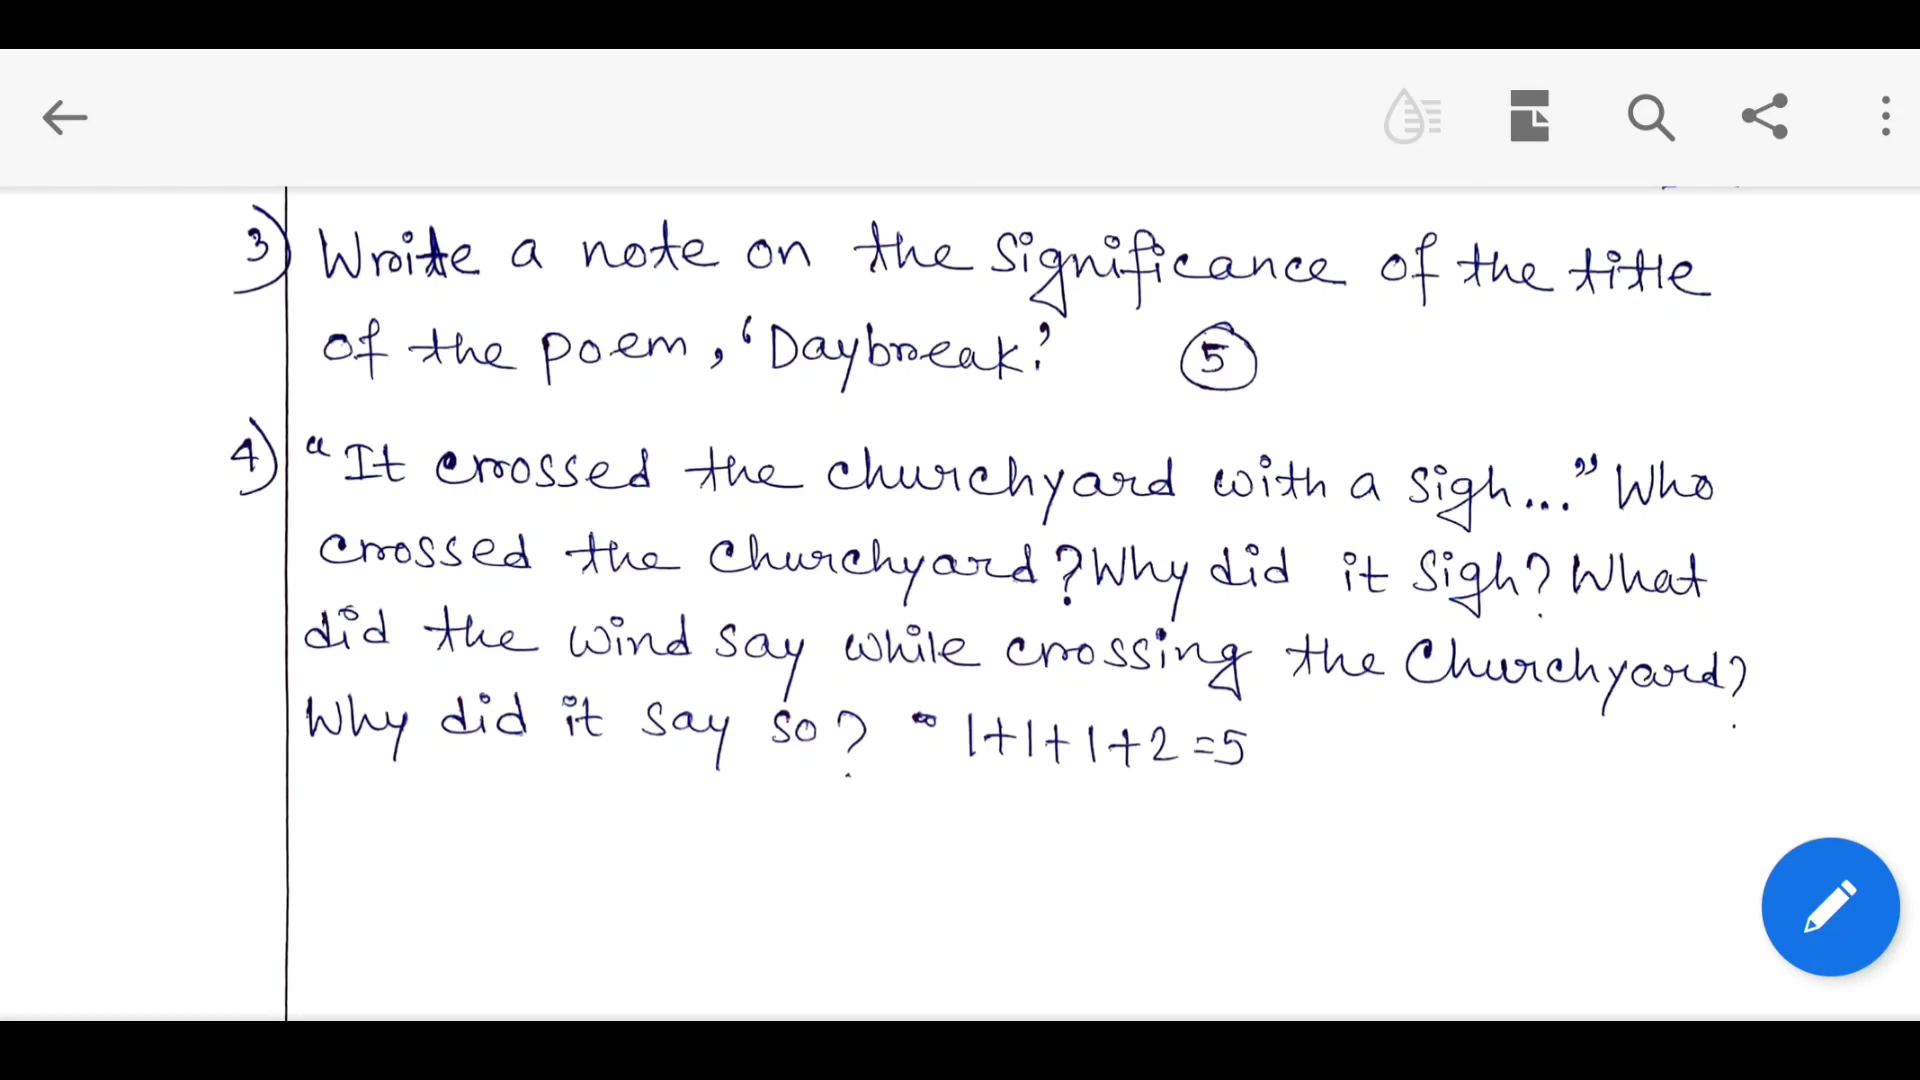 3) Write a note on the significance of the title
of the poem, 'Daybreak.' 5
4) "It crossed the churchyard with a sigh..." Who
crossed the churchyard? Why did it sigh? What
did the wind say while crossing the Churchyard?
Why did it say so? - 1+1+1+2=5